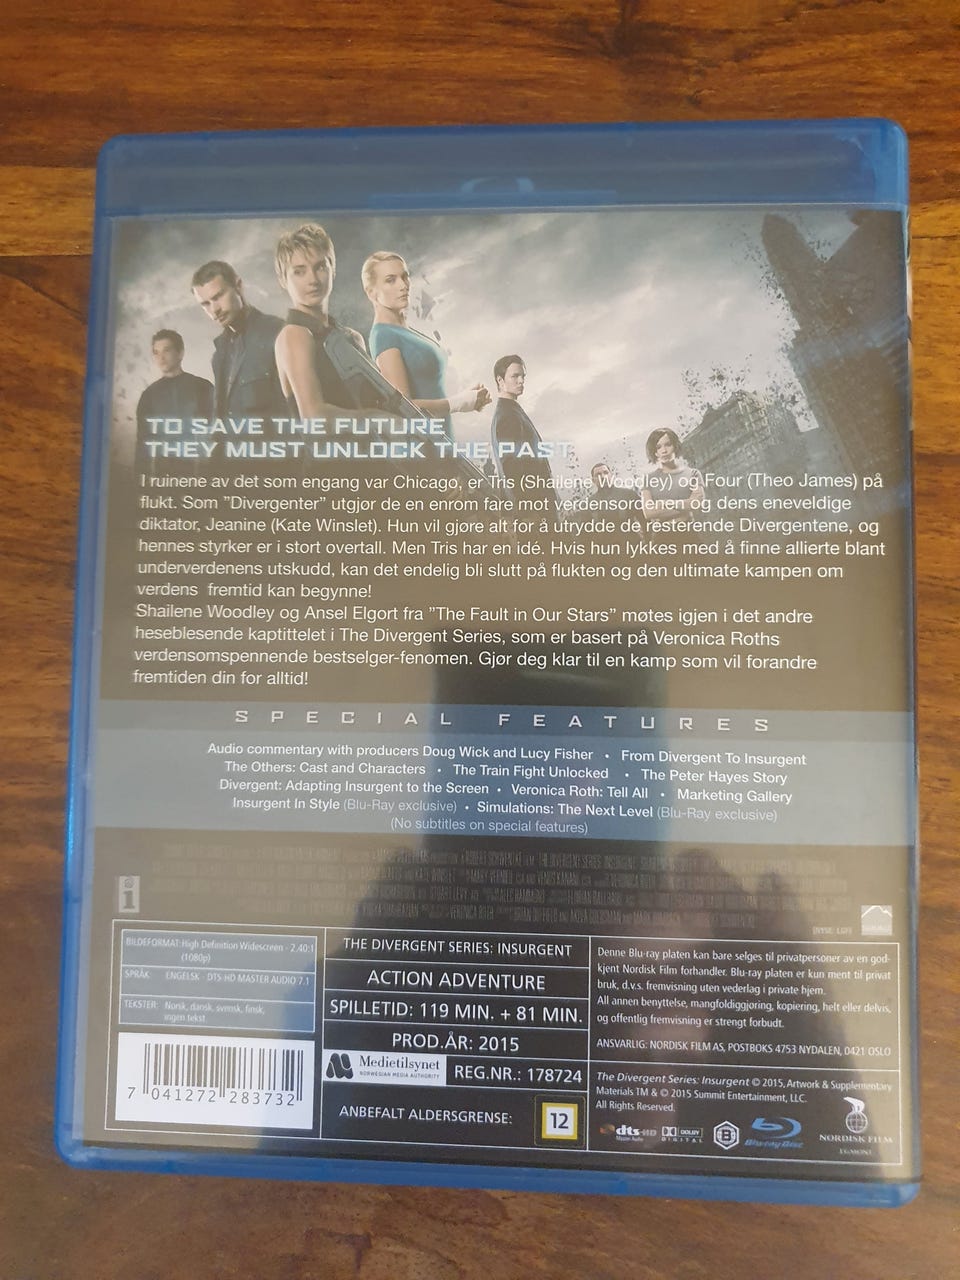 TO SAVE THE FUTURE
THEY MUST UNLOCK THE PAST
I ruinene av det som engang var Chicago, er Tris (Shailene Woodley) og Four (Theo James) på
flukt. Som ”Divergenter” utgjør de en enrom fare mot verdensordenen og dens eneveldige
diktator, Jeanine (Kate Winslet). Hun vil gjøre alt for å utrydde de resterende Divergentene, og
hennes styrker er i stort overtall. Men Tris har en idé. Hvis hun lykkes med å finne allierte blant
underverdenens utskudd, kan det endelig bli slutt på flukten og den ultimate kampen om
verdens fremtid kan begynne!
Shailene Woodley og Ansel Elgort fra ”The Fault in Our Stars” møtes igjen i det andre
heseblesende kaptittelet i The Divergent Series, som er basert på Veronica Roths
verdensomspennende bestselger-fenomen. Gjør deg klar til en kamp som vil forandre
fremtiden din for alltid!
SPECIAL FEATURES
Audio commentary with producers Doug Wick and Lucy Fisher • From Divergent To Insurgent
The Others: Cast and Characters • The Train Fight Unlocked • The Peter Hayes Story
Divergent: Adapting Insurgent to the Screen • Veronica Roth: Tell All • Marketing Gallery
Insurgent In Style (Blu-Ray exclusive) • Simulations: The Next Level (Blu-Ray exclusive)
(No subtitles on special features)
i
BILDEFORMAT: High Definition Widescreen - 2.40:1
(1080p)
SPRÅK: ENGELSK - DTS-HD MASTER AUDIO 7.1
TEKSTER: Norsk, dansk, svensk, finsk,
ingen tekst
7 041272 283732
THE DIVERGENT SERIES: INSURGENT
ACTION ADVENTURE
SPILLETID: 119 MIN. + 81 MIN.
PROD.ÅR: 2015
Medietilsynet
NORWEGIAN MEDIA AUTHORITY
REG.NR.: 178724
ANBEFALT ALDERSGRENSE: 12
Denne Blu-ray platen kan bare selges til privatpersoner av en god-
kjent Nordisk Film forhandler. Blu-ray platen er kun ment til privat
bruk, d.v.s. fremvisning uten vederlag i private hjem.
All annen benyttelse, mangfoldiggjøring, kopiering, helt eller delvis,
og offentlig fremvisning er strengt forbudt.
ANSVARLIG: NORDISK FILM AS, POSTBOKS 4753 NYDALEN, 0421 OSLO
The Divergent Series: Insurgent © 2015, Artwork & Supplementary
Materials TM & © 2015 Summit Entertainment, LLC.
All Rights Reserved.
dts-HD
Master Audio
DOLBY
DIGITAL
B
Blu-ray Disc
NORDISK FILM
EGMONT